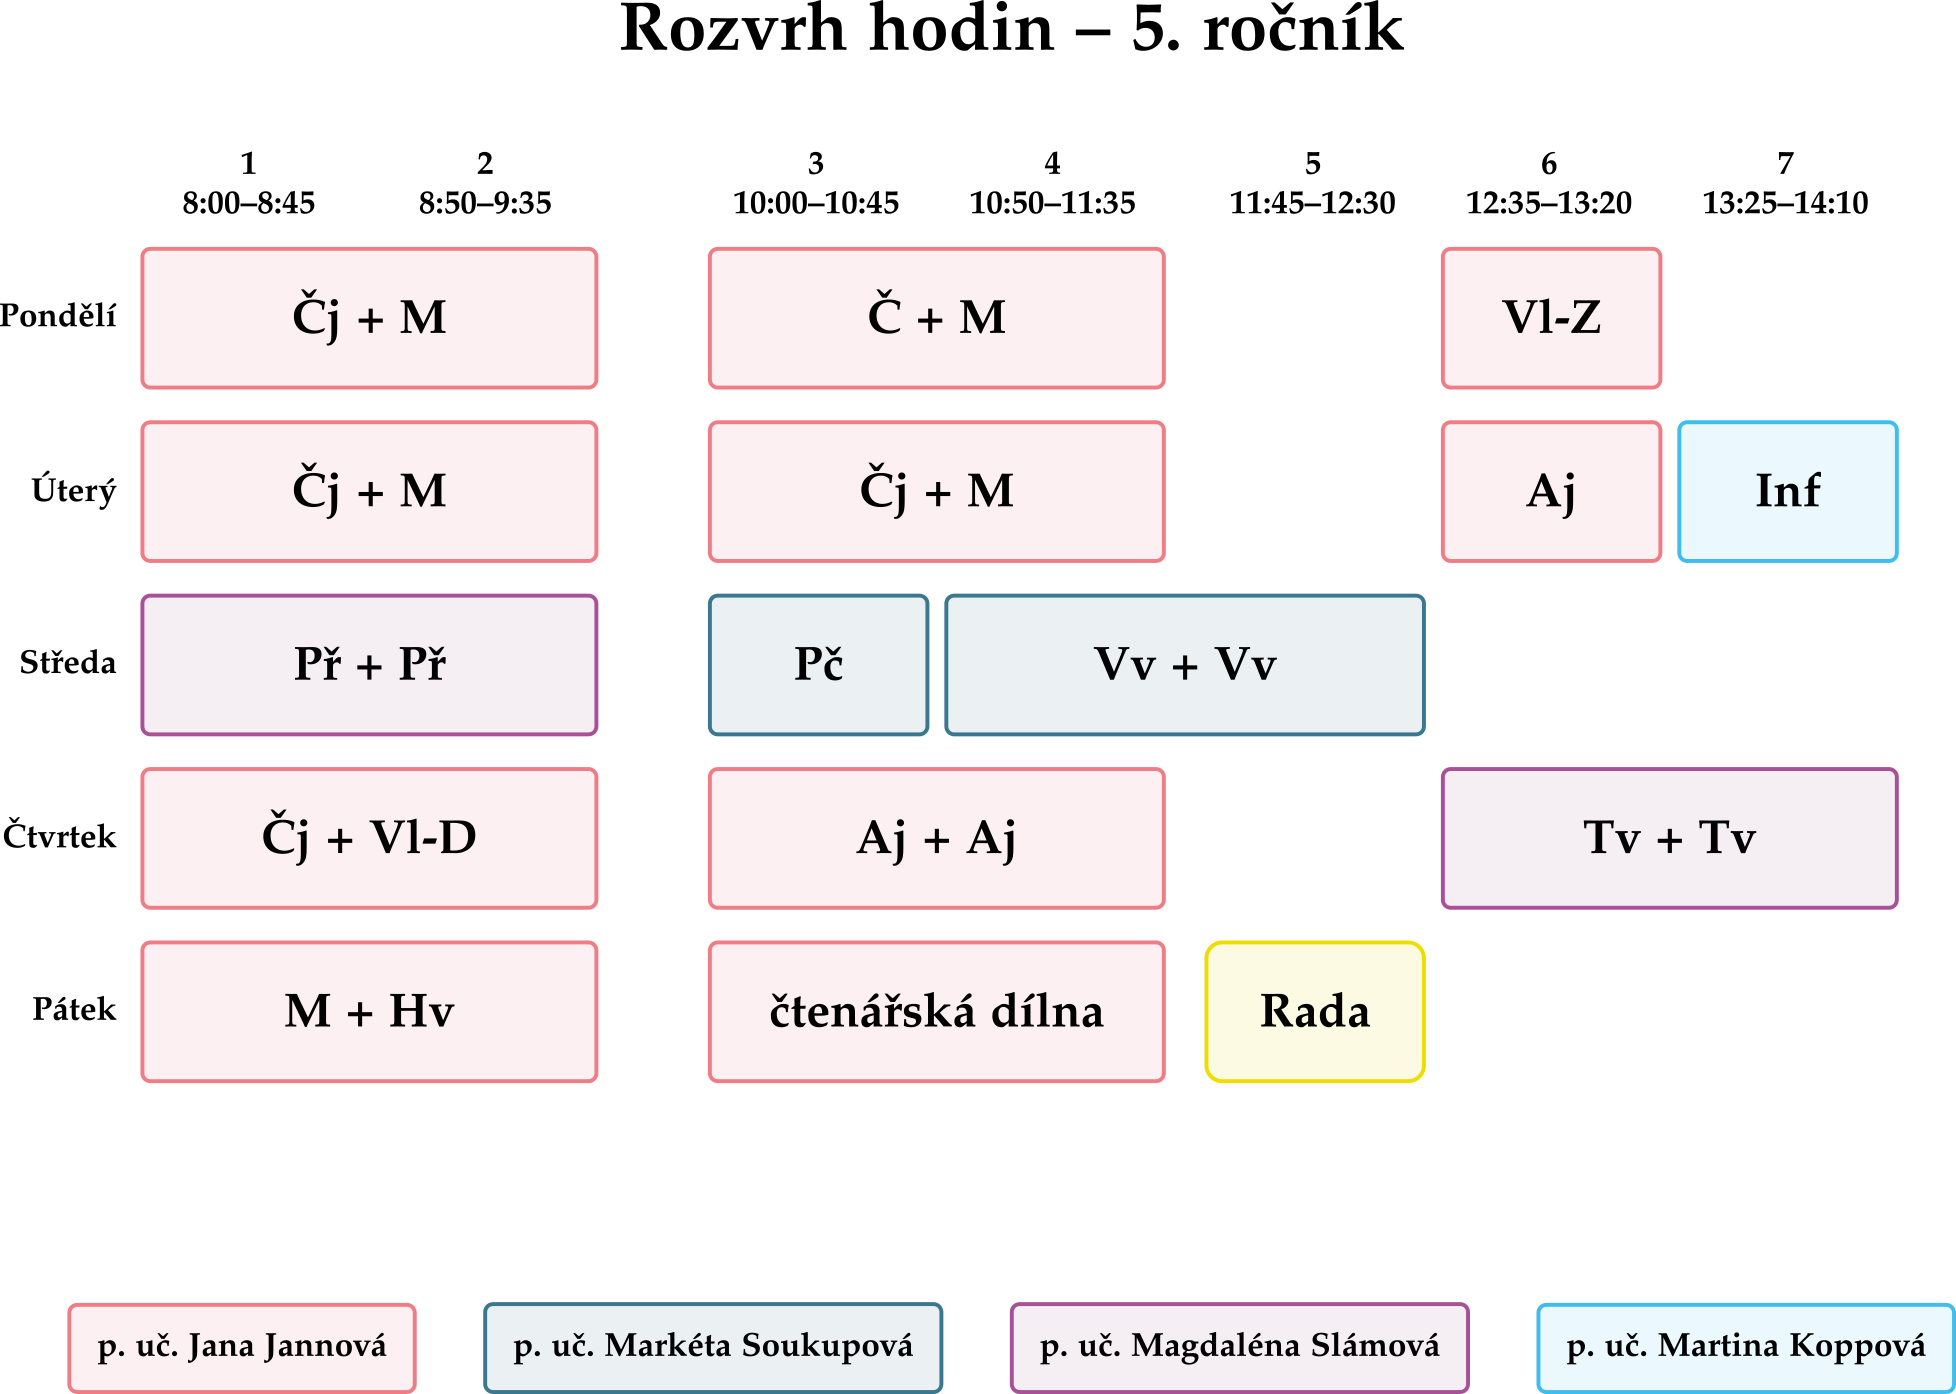 Rozvrh hodin – 5. ročník
1 2 3 4 5 6 7
8:00–8:45 8:50–9:35 10:00–10:45 10:50–11:35 11:45–12:30 12:35–13:20 13:25–14:10
Pondělí Čj + M Č + M Vl-Z
Úterý Čj + M Čj + M Aj Inf
Středa Př + Př Pč Vv + Vv
Čtvrtek Čj + Vl-D Aj + Aj Tv + Tv
Pátek M + Hv čtenářská dílna Rada
p. uč. Jana Jannová p. uč. Markéta Soukupová p. uč. Magdaléna Slámová p. uč. Martina Koppová